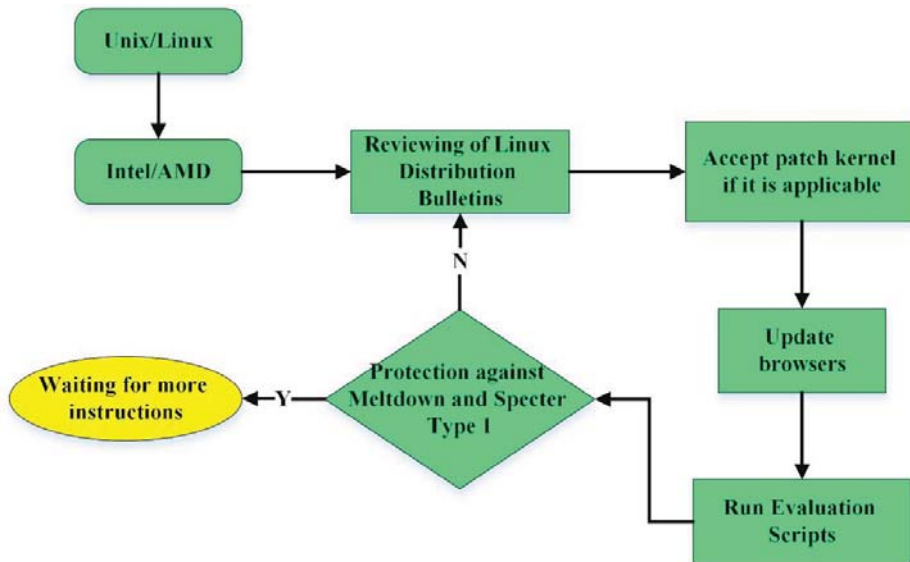 Unix/Linux
Intel/AMD
Reviewing of Linux
Distribution
Bulletins
Accept patch kernel
if it is applicable
Update
browsers
Run Evaluation
Scripts
Protection against
Meltdown and Specter
Type 1
N
Y
Waiting for more
instructions